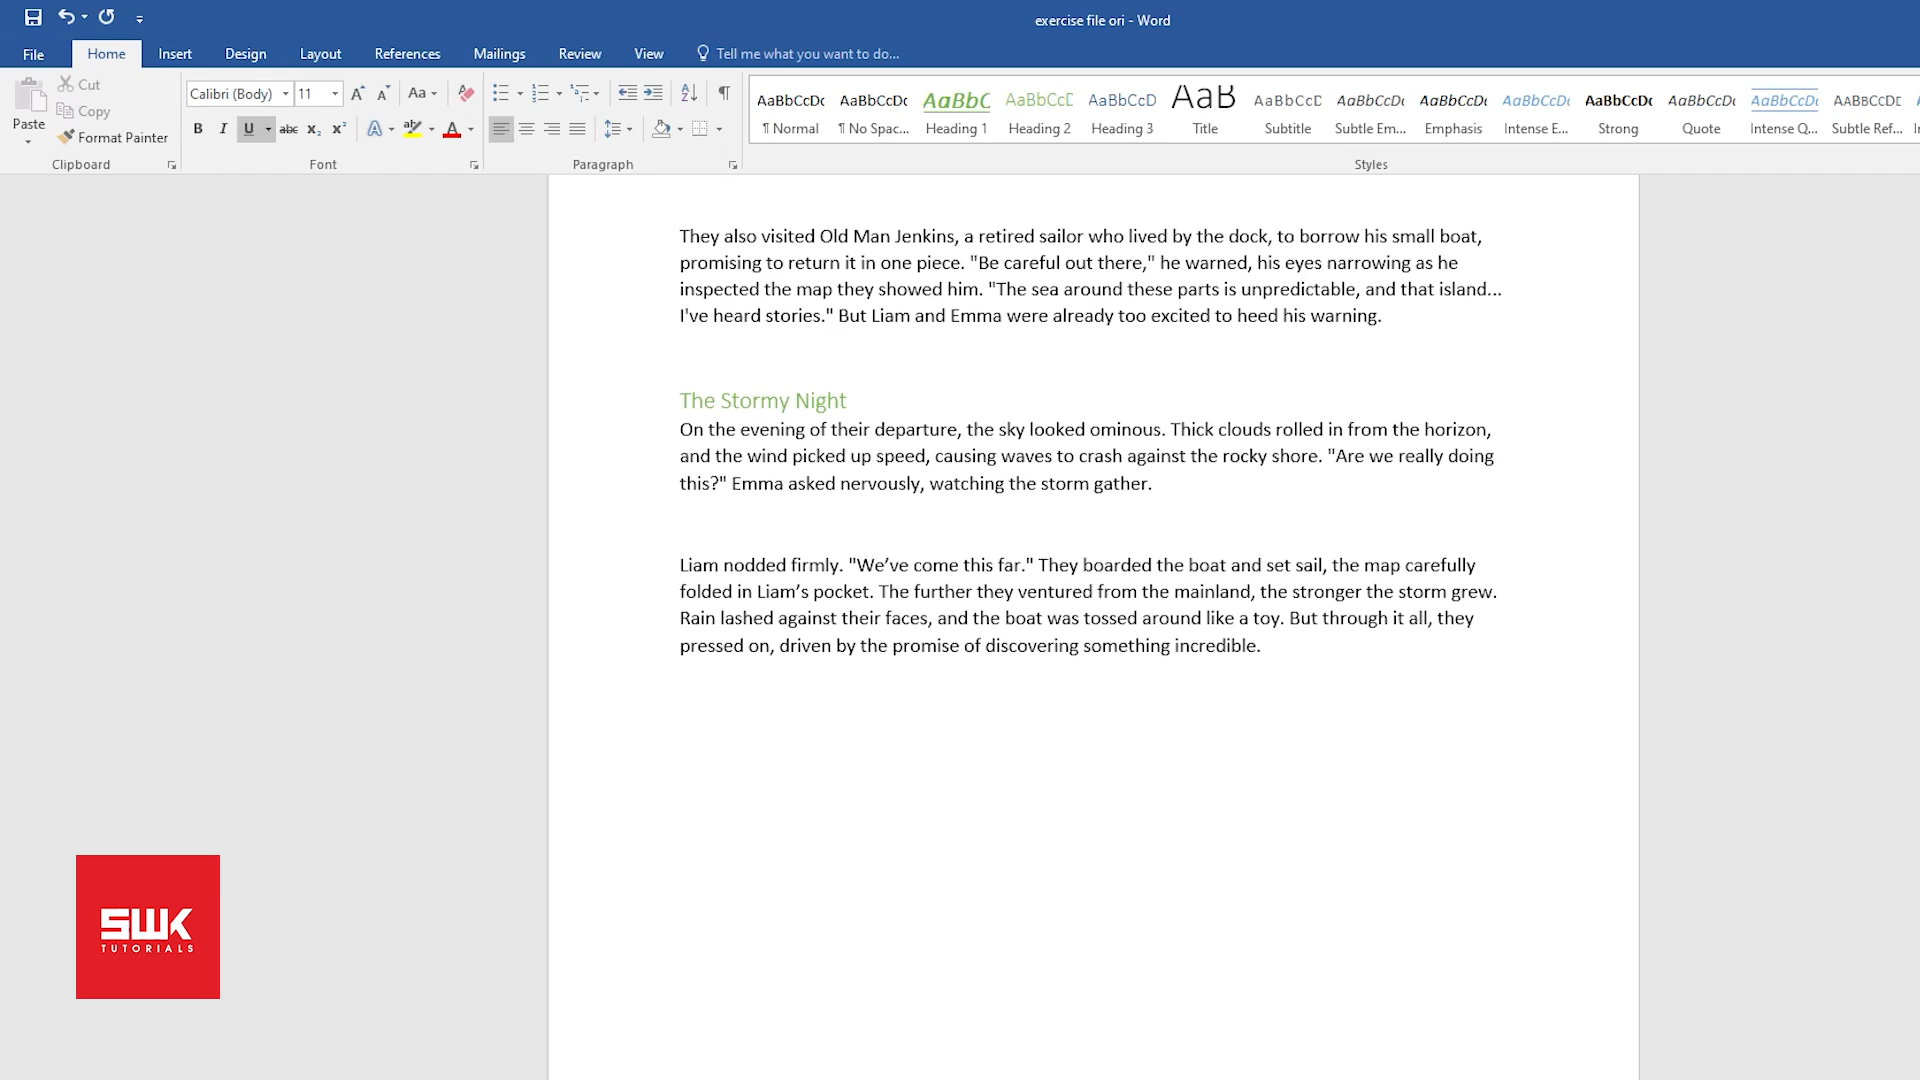 exercise file ori - Word
File Home Insert Design Layout References Mailings Review View Tell me what you want to do...
Paste
Cut
Copy
Format Painter
Clipboard
Calibri (Body) 11
Aa
B I U abc x₂ x²
A A
Font
Paragraph
AaBbCcDc AaBbCcDc AaBbC AaBbCcD AaBbCcD AaB AaBbCcD AaBbCcDc AaBbCcDc AaBbCcDc AaBbCcDc AaBbCcDc AaBbCcDc AaBbCcDc
¶ Normal ¶ No Spac... Heading 1 Heading 2 Heading 3 Title Subtitle Subtle Em... Emphasis Intense E... Strong Quote Intense Q... Subtle Ref...
Styles
They also visited Old Man Jenkins, a retired sailor who lived by the dock, to borrow his small boat,
promising to return it in one piece. "Be careful out there," he warned, his eyes narrowing as he
inspected the map they showed him. "The sea around these parts is unpredictable, and that island...
I've heard stories." But Liam and Emma were already too excited to heed his warning.
The Stormy Night
On the evening of their departure, the sky looked ominous. Thick clouds rolled in from the horizon,
and the wind picked up speed, causing waves to crash against the rocky shore. "Are we really doing
this?" Emma asked nervously, watching the storm gather.
Liam nodded firmly. "We’ve come this far." They boarded the boat and set sail, the map carefully
folded in Liam’s pocket. The further they ventured from the mainland, the stronger the storm grew.
Rain lashed against their faces, and the boat was tossed around like a toy. But through it all, they
pressed on, driven by the promise of discovering something incredible.
SWK
TUTORIALS